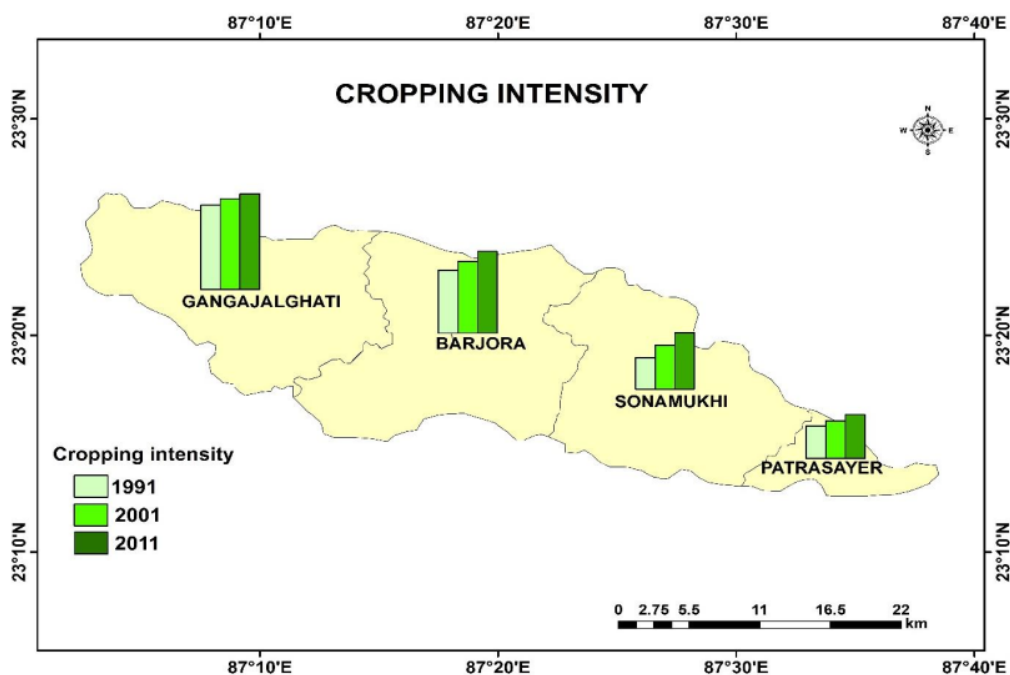 87°10'E 87°20'E 87°30'E 87°40'E
CROPPING INTENSITY
N
W E
S
23°30'N 23°30'N
GANGAJALGHATI
23°20'N 23°20'N
BARJORA
SONAMUKHI
PATRASAYER
Cropping intensity
1991
2001
2011
23°10'N 23°10'N
0 2.75 5.5 11 16.5 22
km
87°10'E 87°20'E 87°30'E 87°40'E